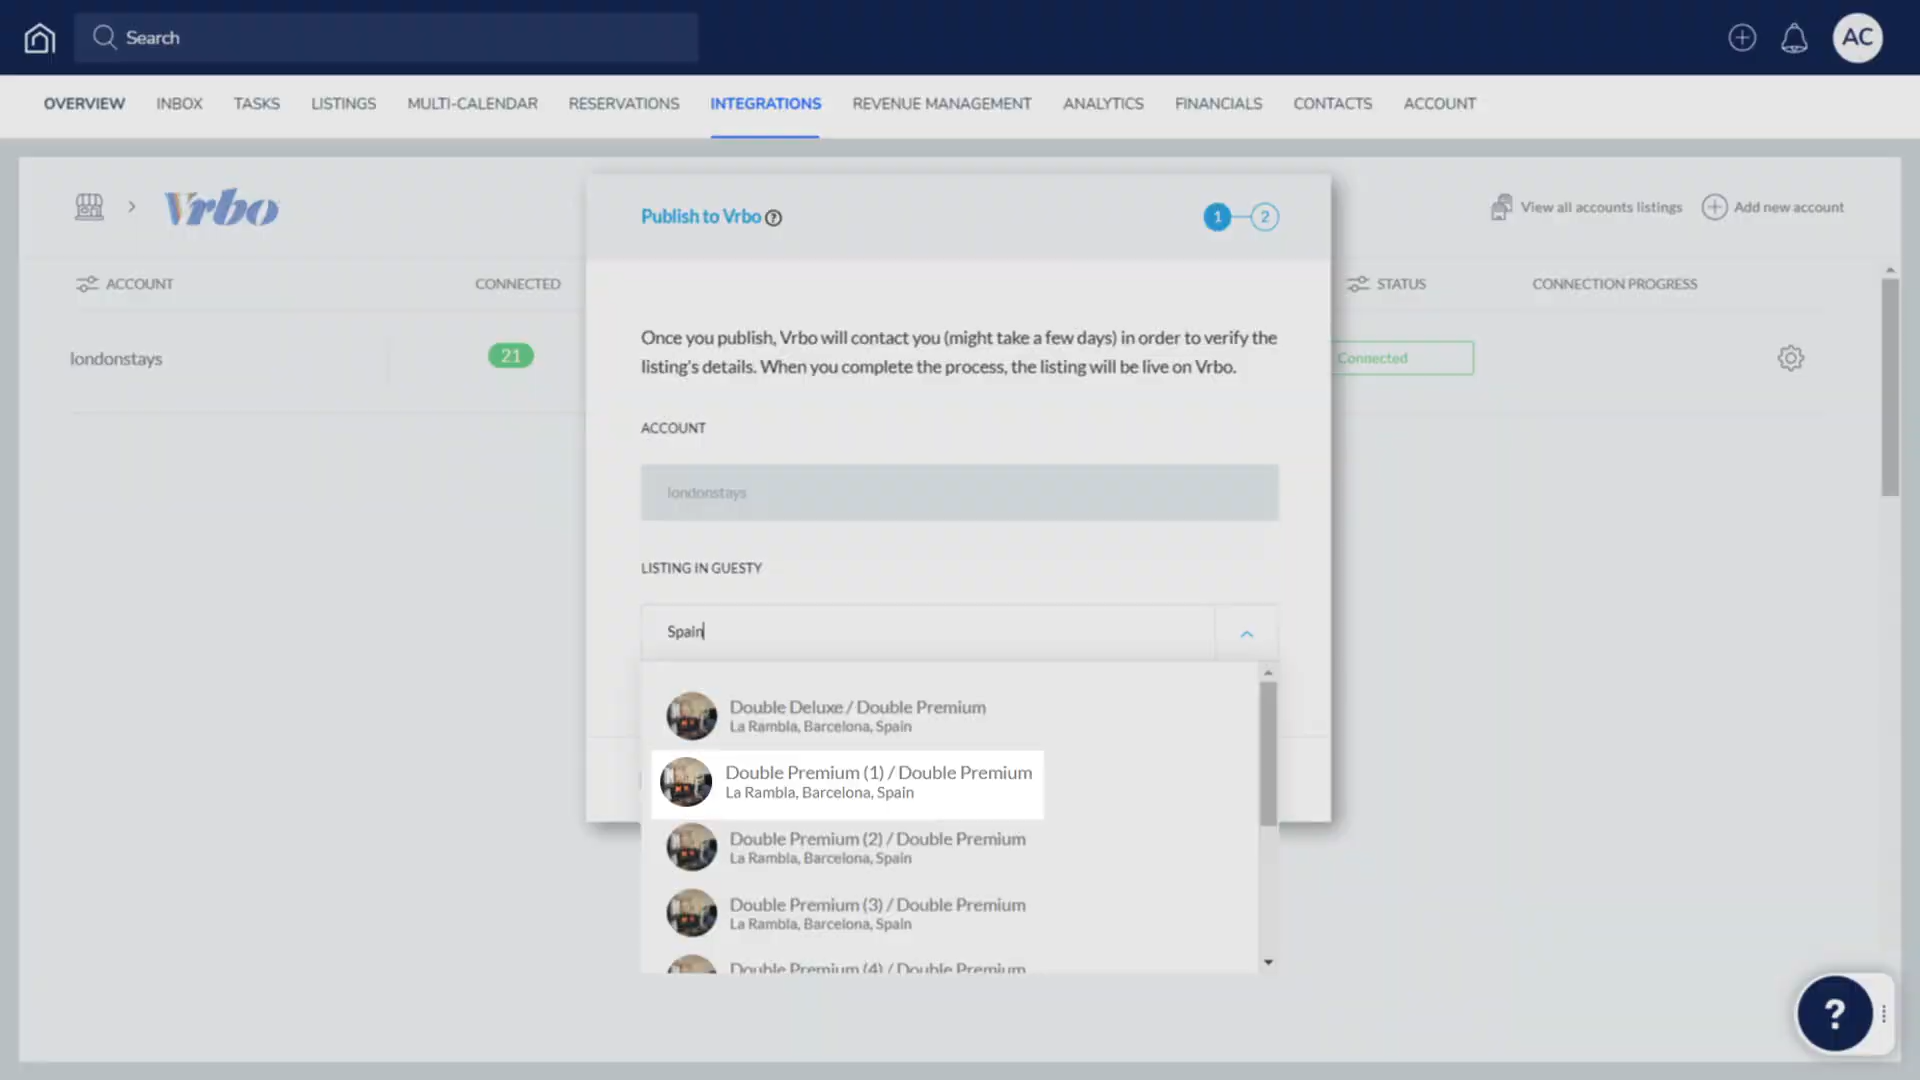 Search
AC
OVERVIEW INBOX TASKS LISTINGS MULTI-CALENDAR RESERVATIONS INTEGRATIONS REVENUE MANAGEMENT ANALYTICS FINANCIALS CONTACTS ACCOUNT
Vrbo
View all accounts listings
Add new account
ACCOUNT CONNECTED STATUS CONNECTION PROGRESS
londonstays 21 Connected
Publish to Vrbo ?
1 2
Once you publish, Vrbo will contact you (might take a few days) in order to verify the
listing's details. When you complete the process, the listing will be live on Vrbo.
ACCOUNT
londonstays
LISTING IN GUESTY
Spain
Double Deluxe / Double Premium
La Rambla, Barcelona, Spain
Double Premium (1) / Double Premium
La Rambla, Barcelona, Spain
Double Premium (2) / Double Premium
La Rambla, Barcelona, Spain
Double Premium (3) / Double Premium
La Rambla, Barcelona, Spain
Double Premium (4) / Double Premium
?